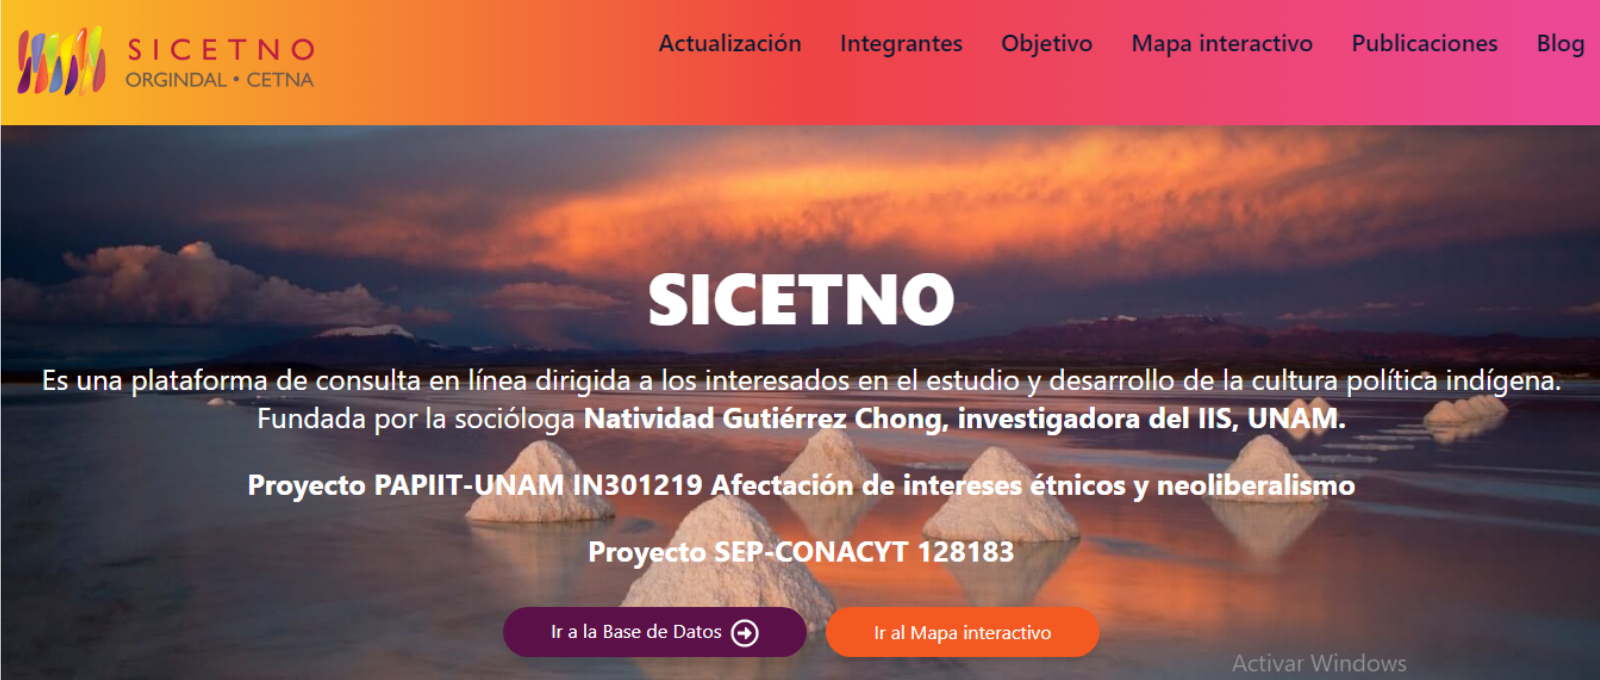 SICETNO
ORGINDAL • CETNA
Actualización Integrantes Objetivo Mapa interactivo Publicaciones Blog
SICETNO
Es una plataforma de consulta en línea dirigida a los interesados en el estudio y desarrollo de la cultura política indígena.
Fundada por la socióloga Natividad Gutiérrez Chong, investigadora del IIS, UNAM.
Proyecto PAPIIT-UNAM IN301219 Afectación de intereses étnicos y neoliberalismo
Proyecto SEP-CONACYT 128183
Ir a la Base de Datos Ir al Mapa interactivo
Activar Windows